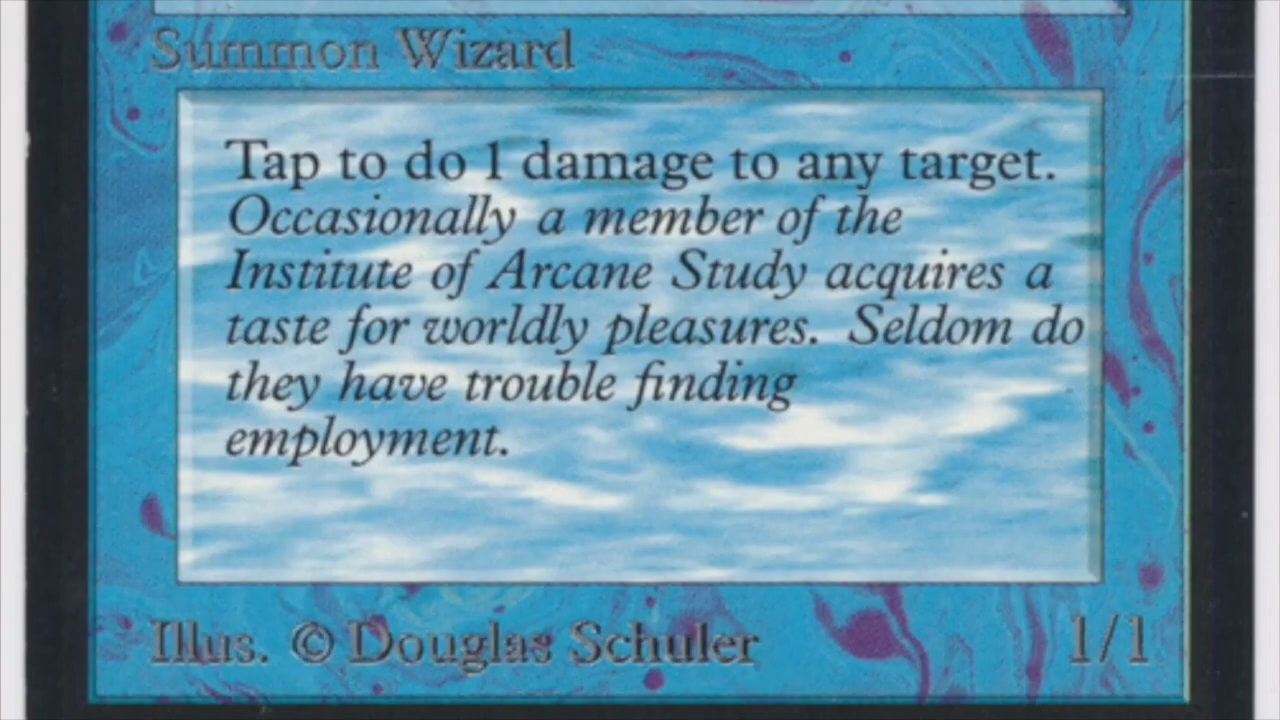 Summon Wizard
Tap to do 1 damage to any target.
Occasionally a member of the
Institute of Arcane Study acquires a
taste for worldly pleasures. Seldom do
they have trouble finding
employment.
Illus. © Douglas Schuler
1/1